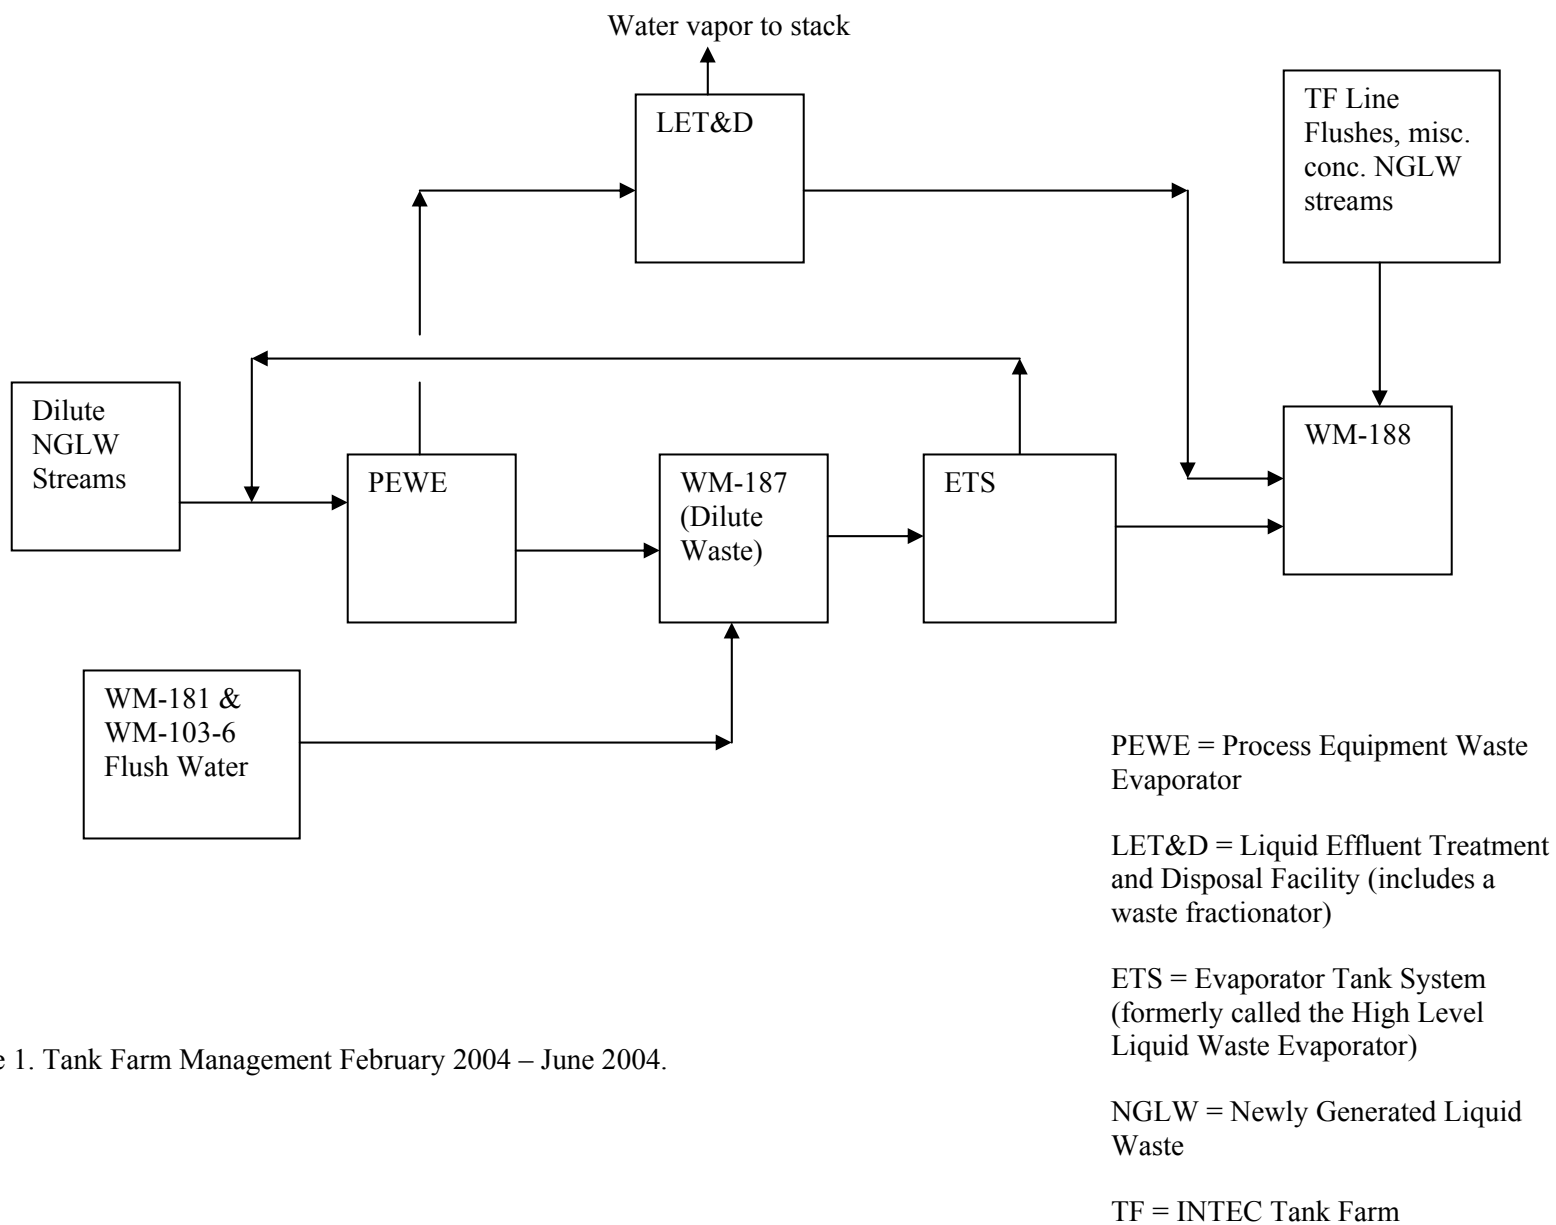 Water vapor to stack
LET&D
TF Line
Flushes, misc.
conc. NGLW
streams
Dilute
NGLW
Streams
PEWE
WM-187
(Dilute
Waste)
ETS
WM-188
WM-181 &
WM-103-6
Flush Water
PEWE = Process Equipment Waste
Evaporator
LET&D = Liquid Effluent Treatment
and Disposal Facility (includes a
waste fractionator)
ETS = Evaporator Tank System
(formerly called the High Level
Liquid Waste Evaporator)
NGLW = Newly Generated Liquid
Waste
TF = INTEC Tank Farm
e 1. Tank Farm Management February 2004 – June 2004.